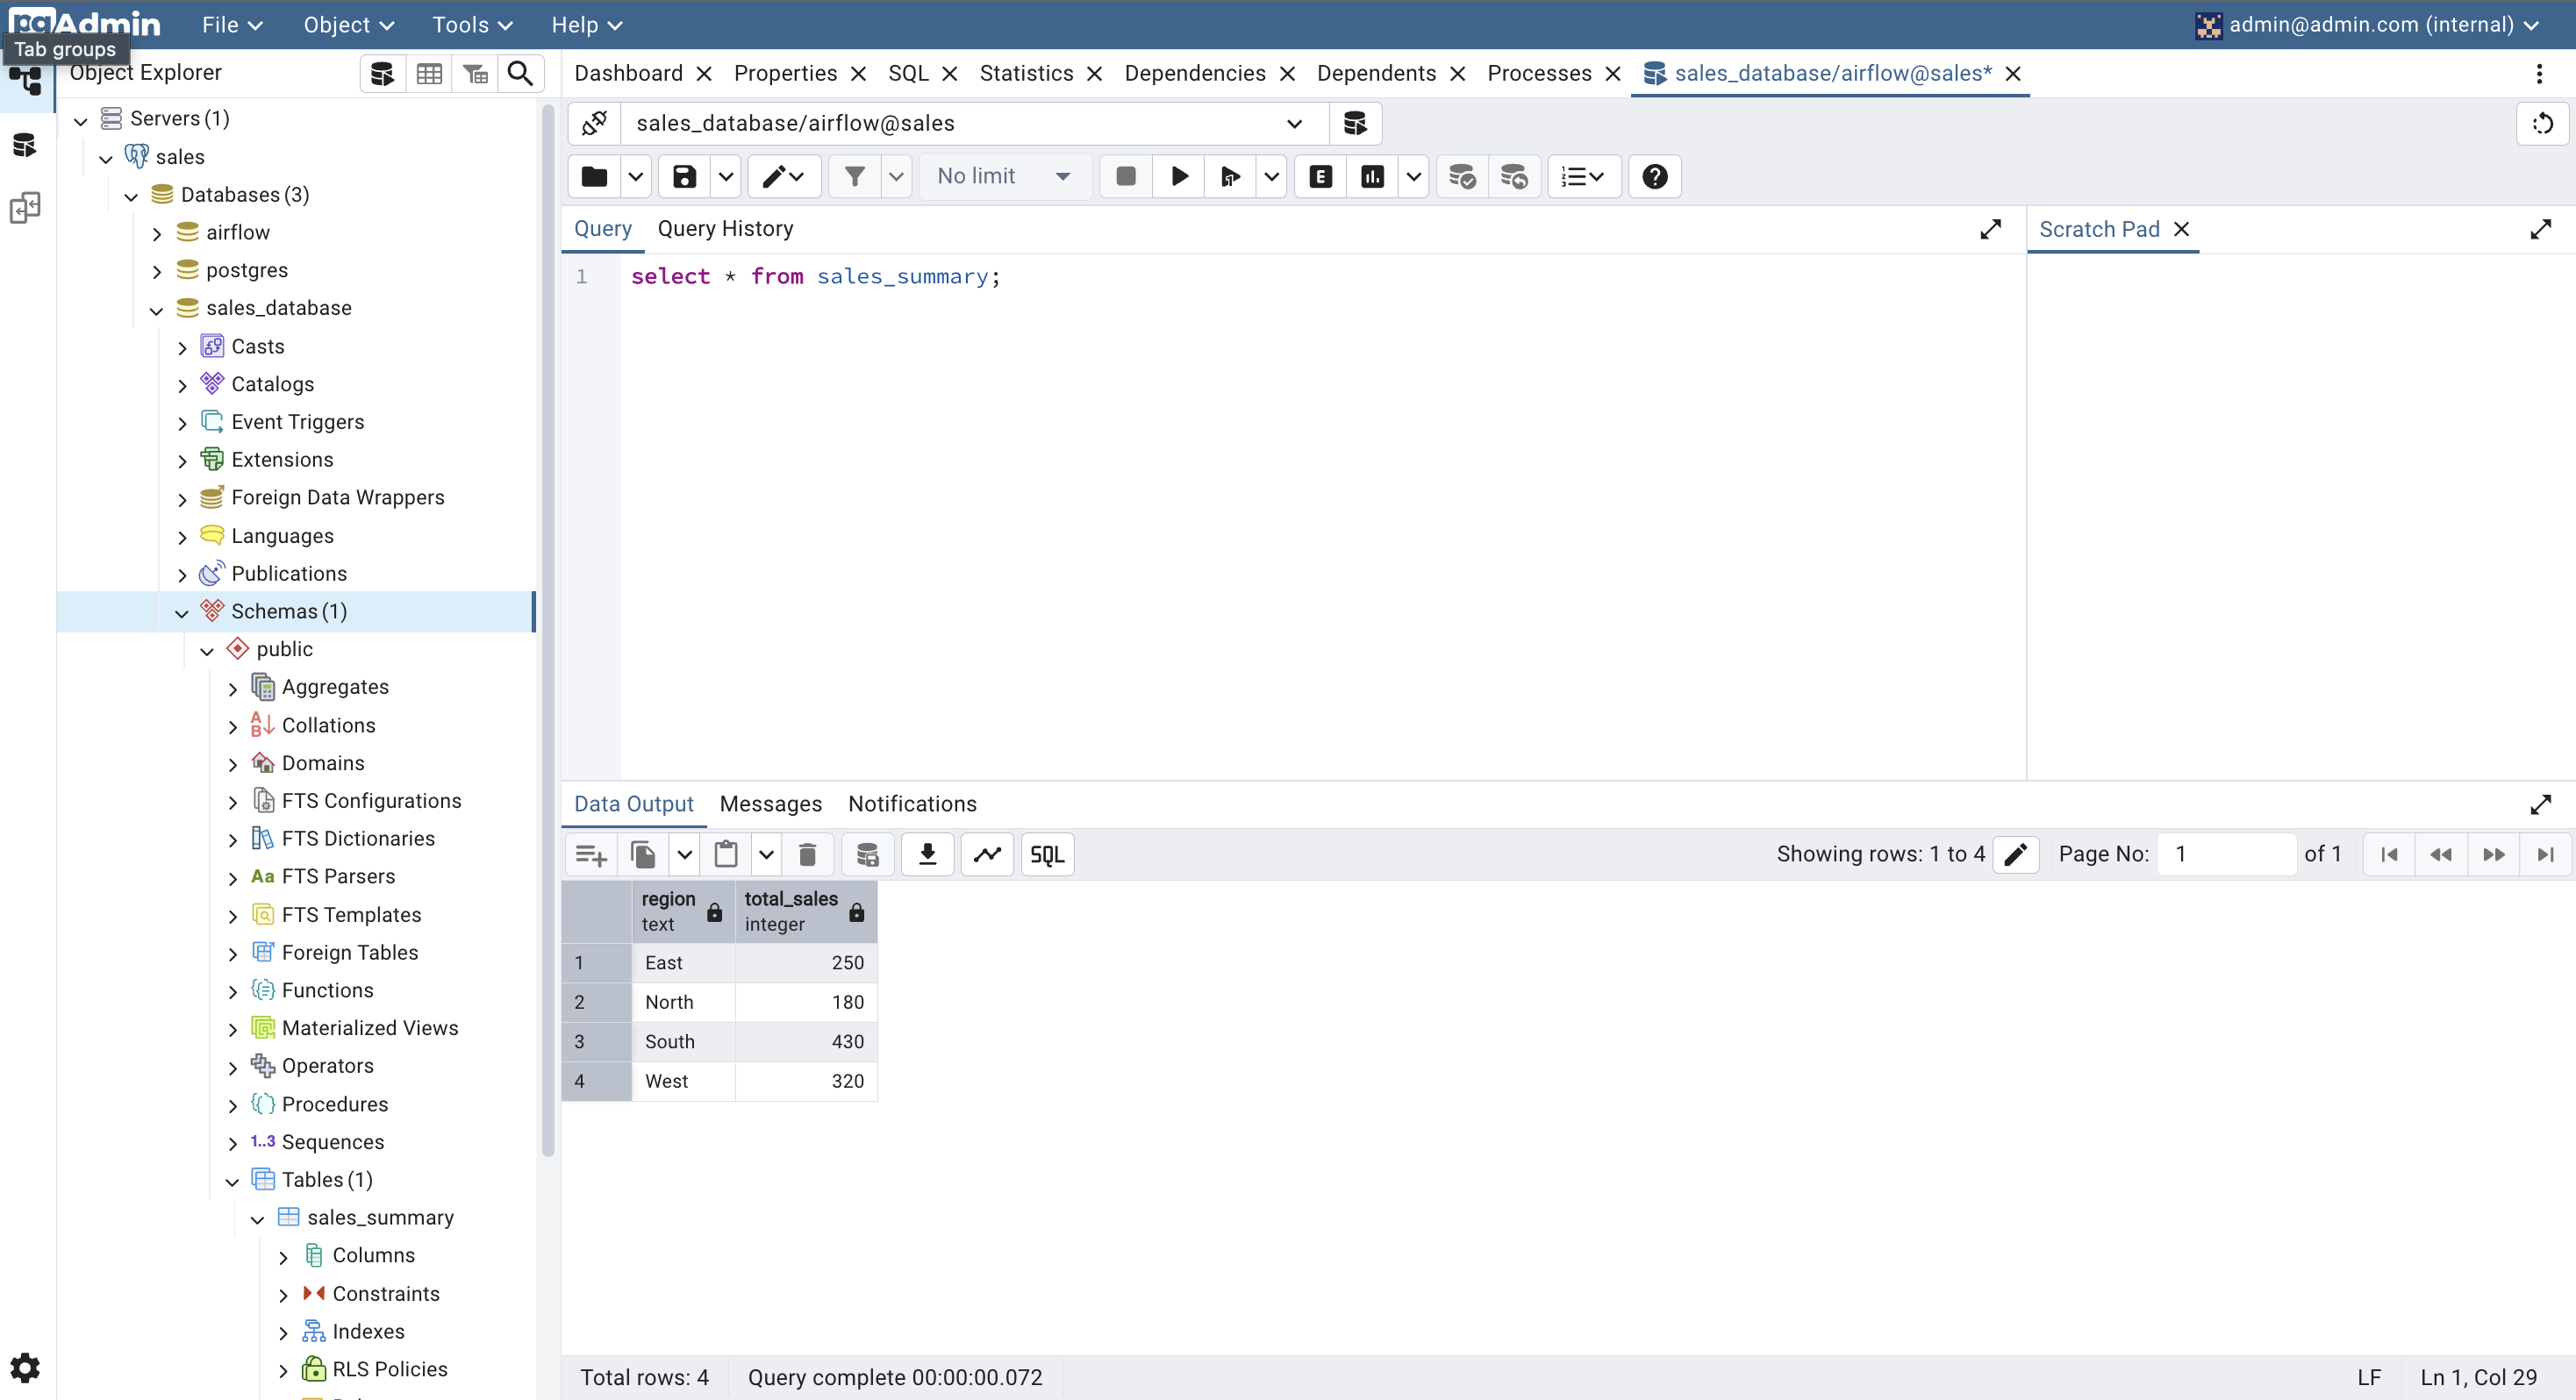 pgAdmin File Object Tools Help admin@admin.com (internal)
Tab groups
Object Explorer
Dashboard Properties SQL Statistics Dependencies Dependents Processes sales_database/airflow@sales*
Servers (1)
sales
Databases (3)
airflow
postgres
sales_database
Casts
Catalogs
Event Triggers
Extensions
Foreign Data Wrappers
Languages
Publications
Schemas (1)
public
Aggregates
Collations
Domains
FTS Configurations
FTS Dictionaries
Aa FTS Parsers
FTS Templates
Foreign Tables
Functions
Materialized Views
Operators
Procedures
1..3 Sequences
Tables (1)
sales_summary
Columns
Constraints
Indexes
RLS Policies
sales_database/airflow@sales
No limit E
Query Query History Scratch Pad
1 select * from sales_summary;
Data Output Messages Notifications
SQL Showing rows: 1 to 4 Page No: 1 of 1
region total_sales
text integer
1 East 250
2 North 180
3 South 430
4 West 320
Total rows: 4 Query complete 00:00:00.072 LF Ln 1, Col 29